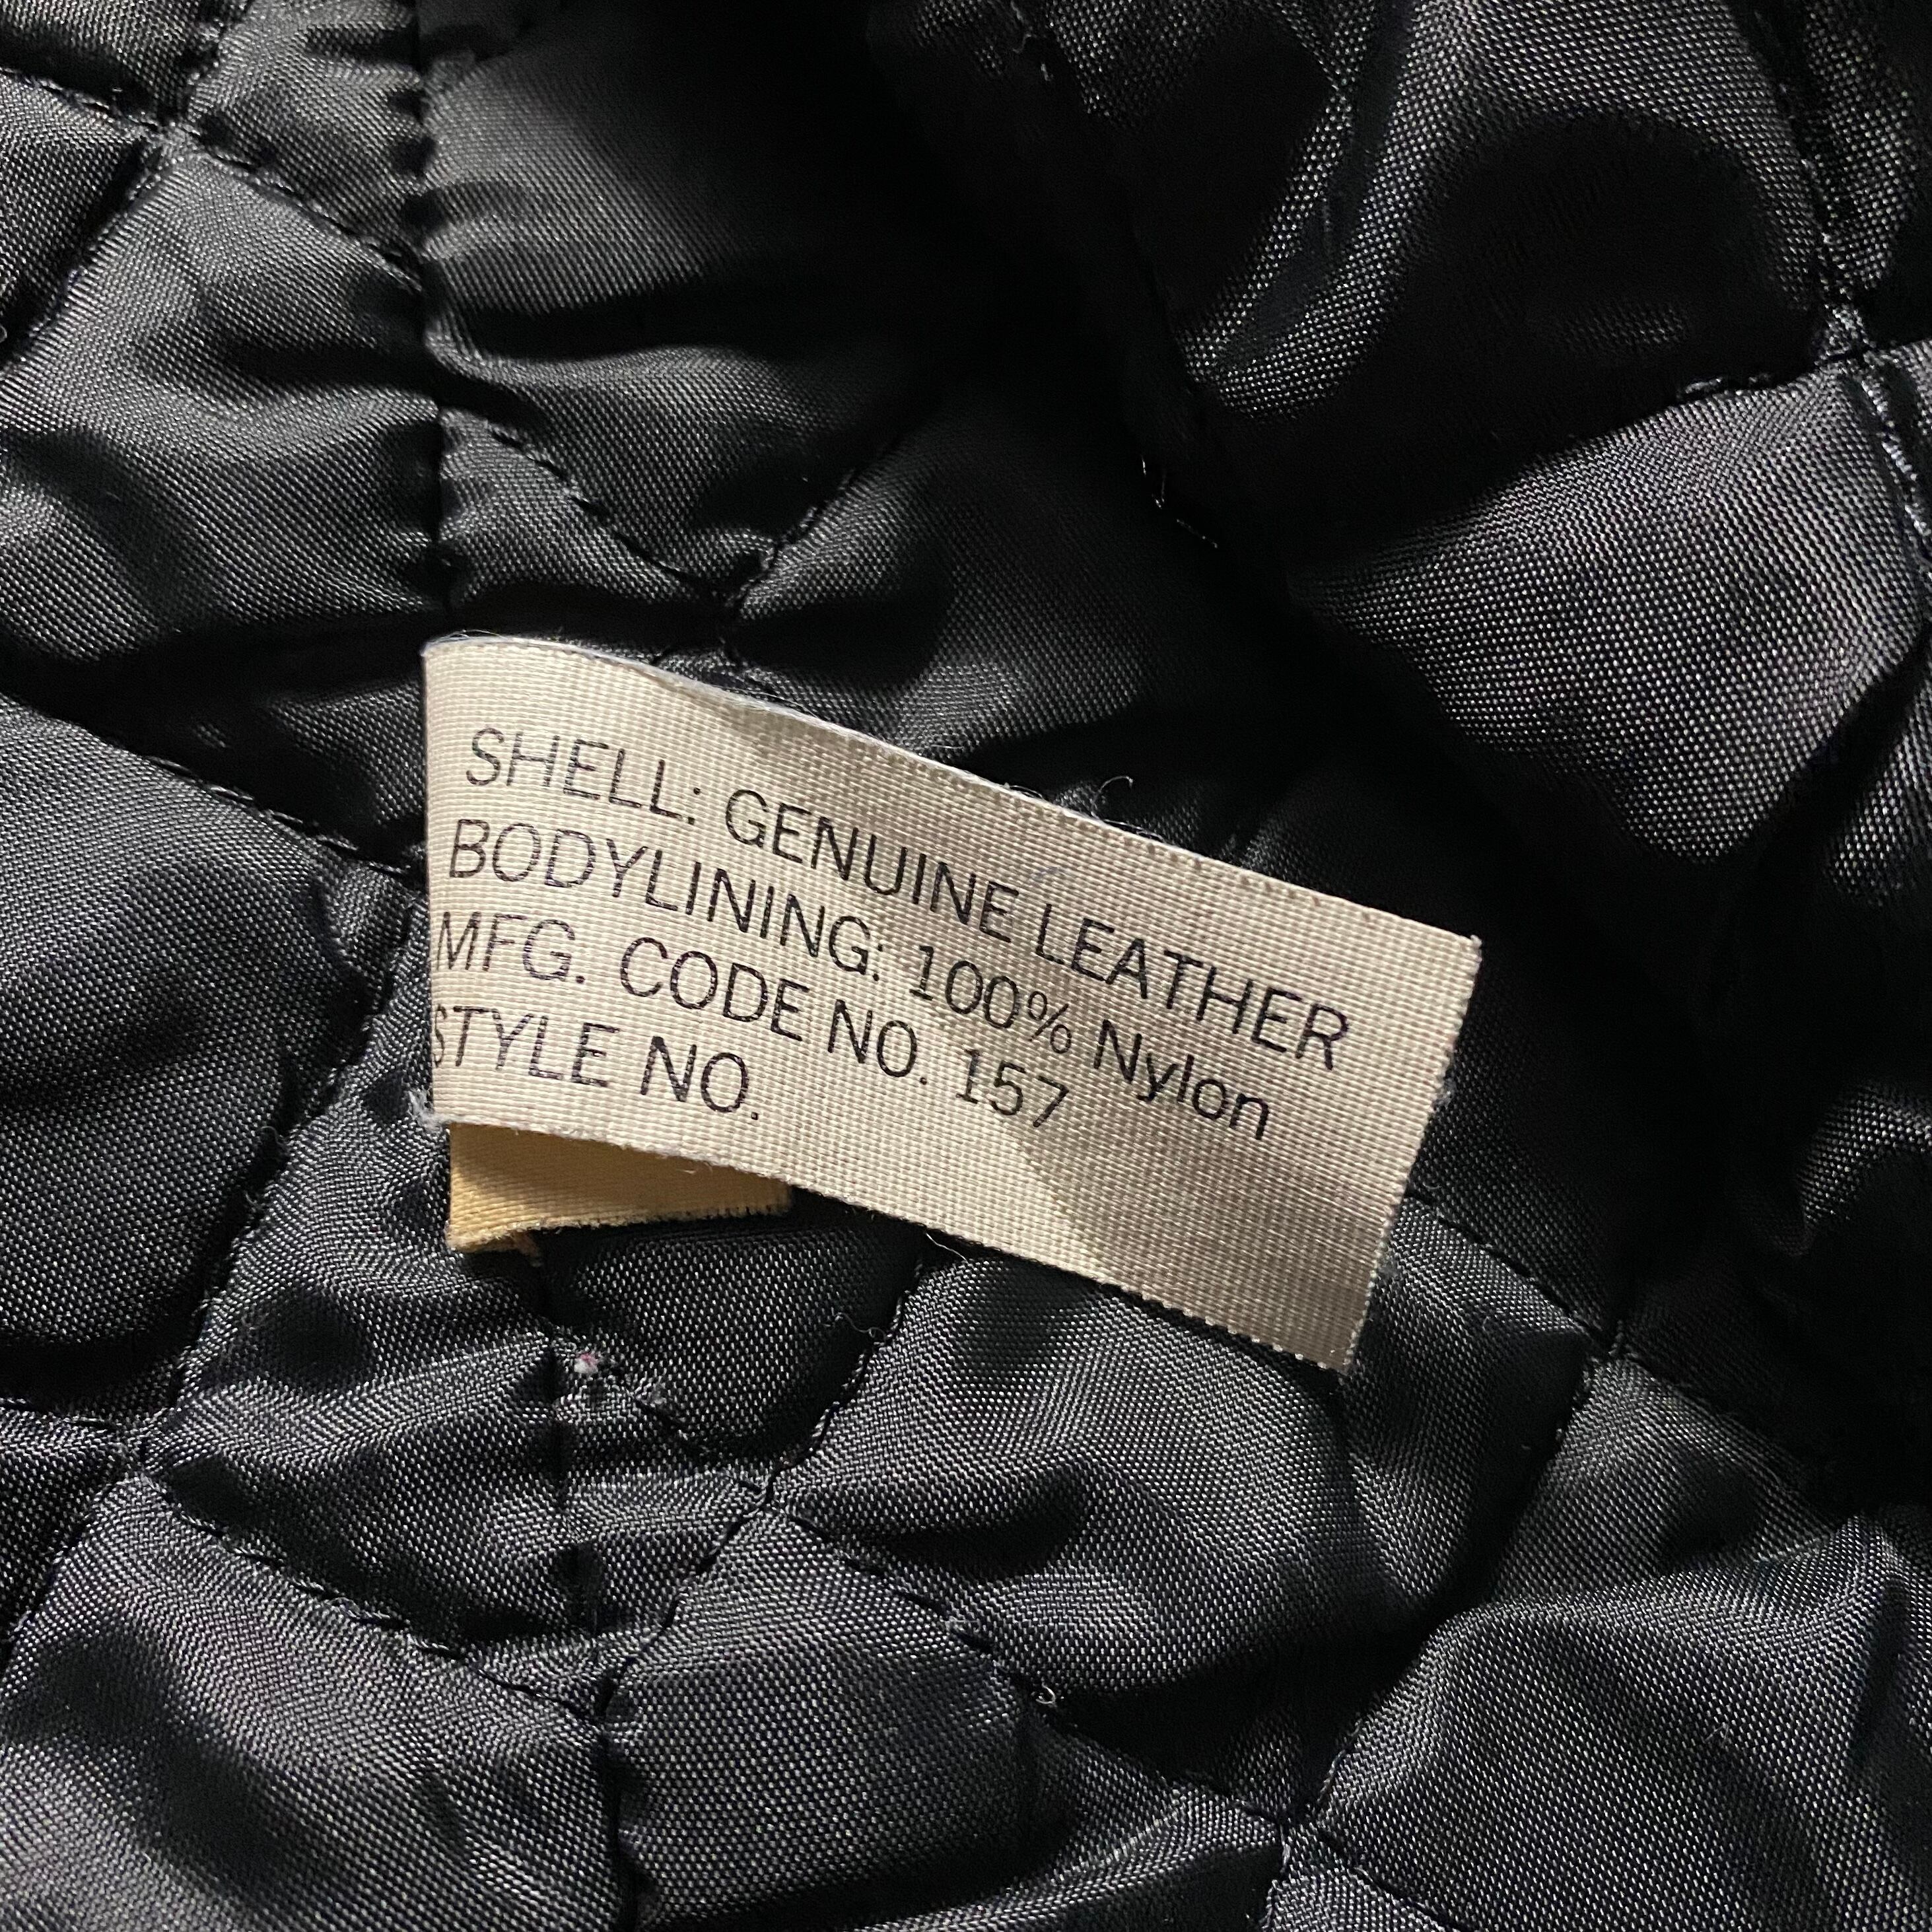 SHELL: GENUINE LEATHER
BODYLINING: 100% Nylon
MFG. CODE NO. 157
STYLE NO.